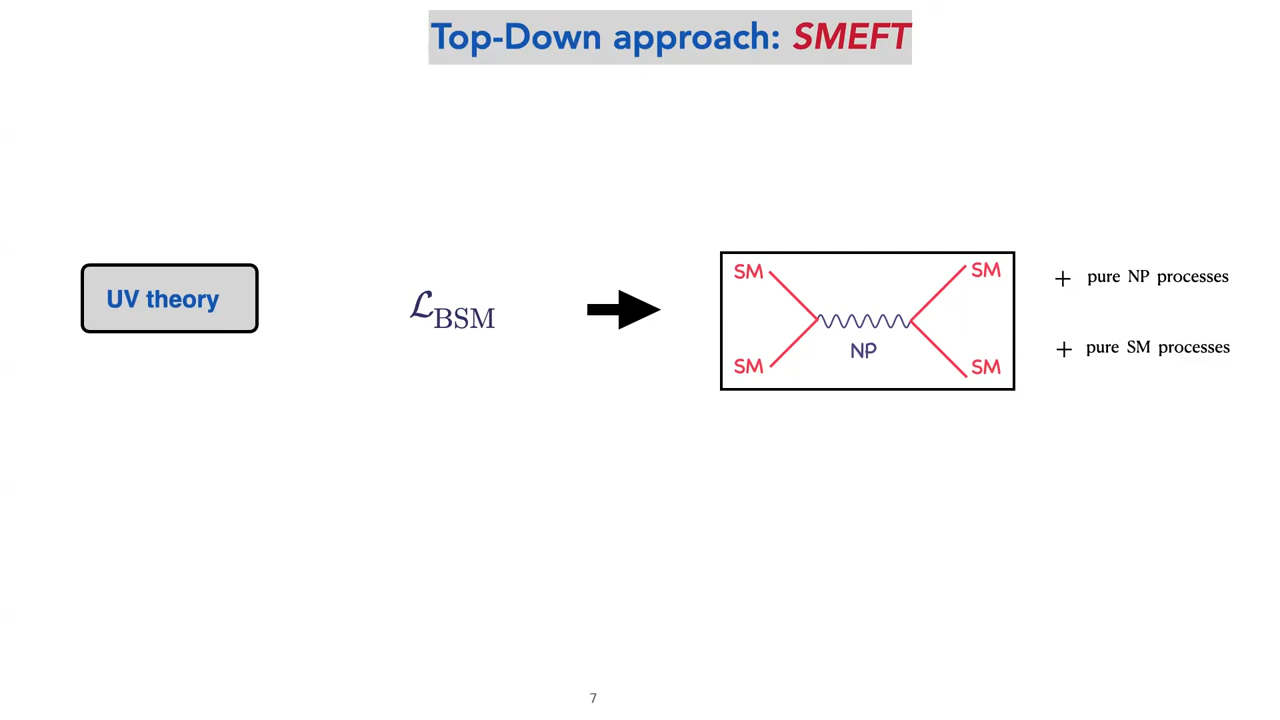 Top-Down approach: SMEFT
UV theory
ℒBSM
SM
SM
NP
SM
SM
+ pure NP processes
+ pure SM processes
7